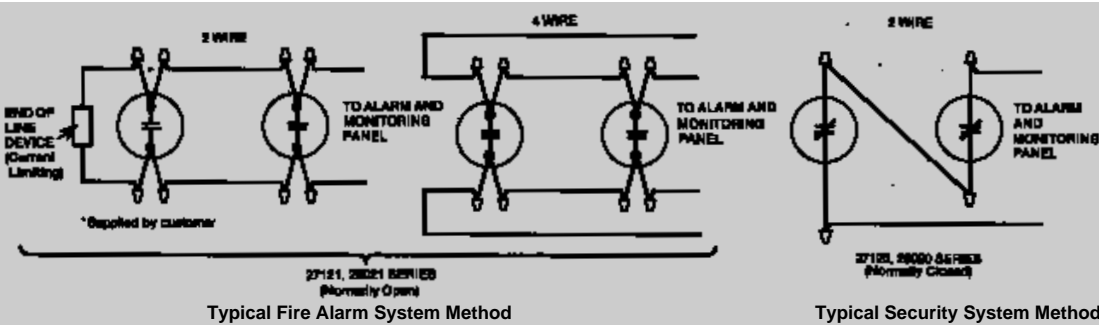 2 WIRE
END OF
LINE
DEVICE
(Current
Limiting)
TO ALARM AND
MONITORING
PANEL
*Supplied by customer
4 WIRE
TO ALARM AND
MONITORING
PANEL
27121, 28021 SERIES
(Normally Open)
Typical Fire Alarm System Method
2 WIRE
TO ALARM
AND
MONITORING
PANEL
SERIES
(Normally Closed)
Typical Security System Method